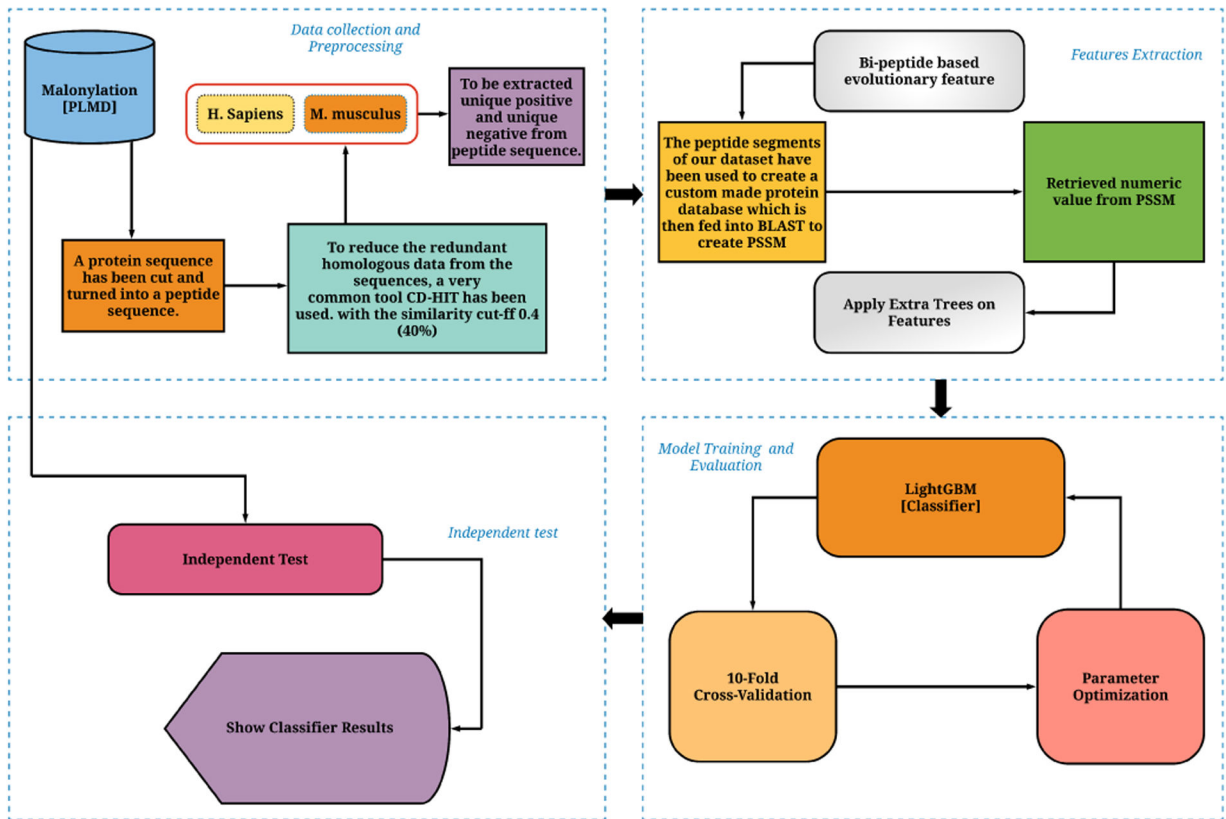 Data collection and
Preprocessing
Malonylation
[PLMD]
H. Sapiens
M. musculus
To be extracted
unique positive
and unique
negative from
peptide sequence.
A protein sequence
has been cut and
turned into a peptide
sequence.
To reduce the redundant
homologous data from the
sequences, a very
common tool CD-HIT has been
used. with the similarity cut-ff 0.4
(40%)
Features Extraction
Bi-peptide based
evolutionary feature
The peptide segments
of our dataset have
been used to create a
custom made protein
database which is
then fed into BLAST to
create PSSM
Retrieved numeric
value from PSSM
Apply Extra Trees on
Features
Model Training and
Evaluation
LightGBM
[Classifier]
10-Fold
Cross-Validation
Parameter
Optimization
Independent test
Independent Test
Show Classifier Results